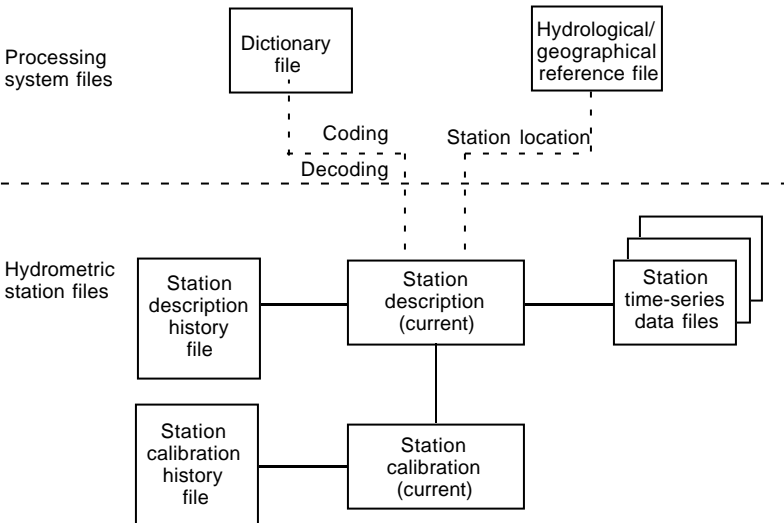 Processing
system files
Dictionary
file
Hydrological/
geographical
reference file
Coding
Station location
Decoding
Hydrometric
station files
Station
description
history
file
Station
description
(current)
Station
time-series
data files
Station
calibration
history
file
Station
calibration
(current)